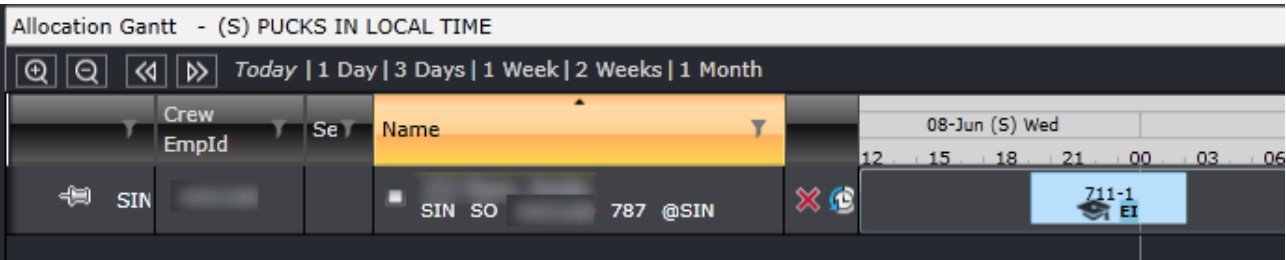 Allocation Gantt - (S) PUCKS IN LOCAL TIME
Today | 1 Day | 3 Days | 1 Week | 2 Weeks | 1 Month
Crew EmpId
Se
Name
08-Jun (S) Wed
12 15 18 21 00 03 06
SIN
SIN SO 787 @SIN
711-1
EI